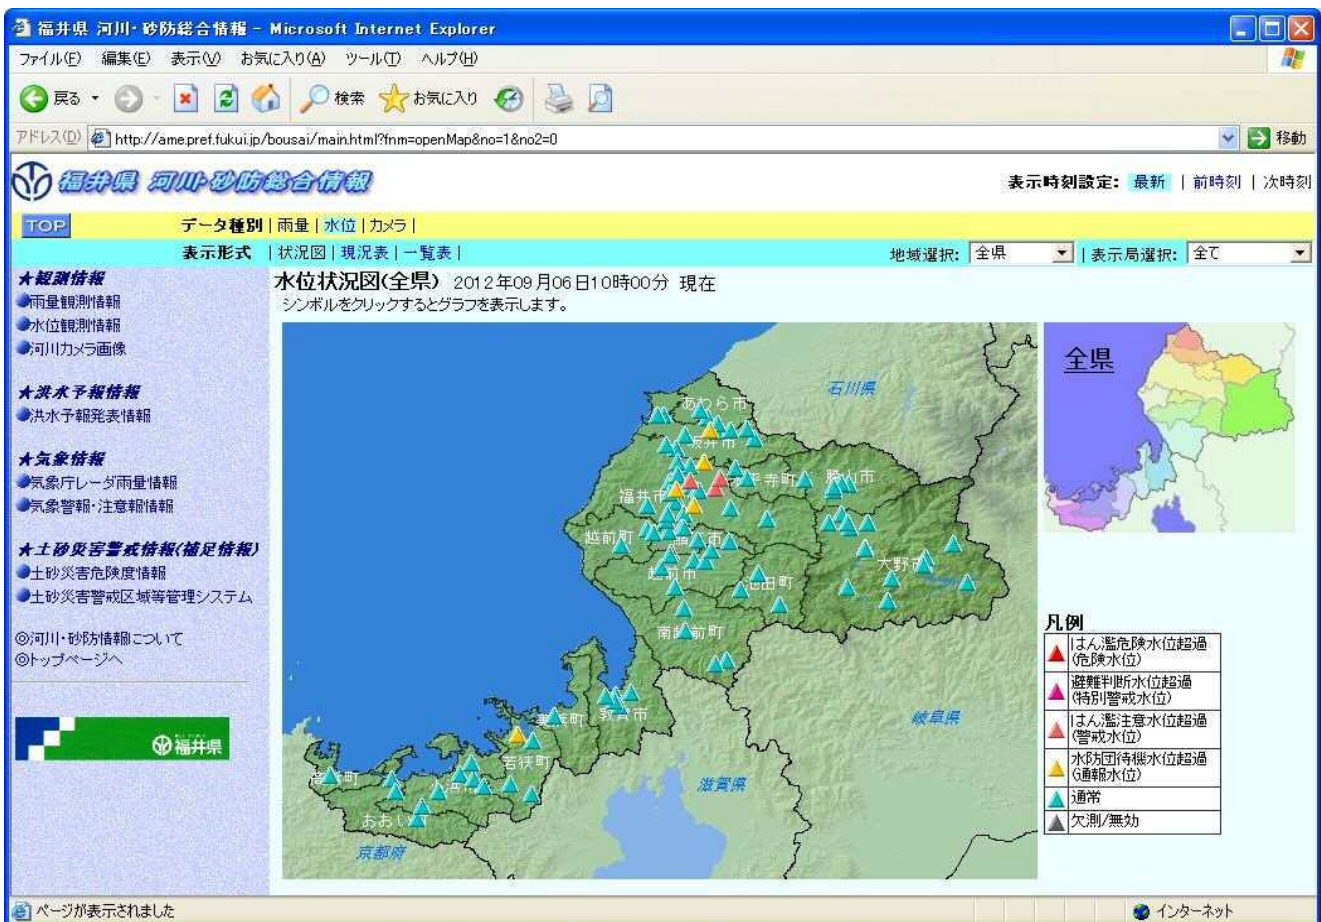 福井県 河川・砂防総合情報 - Microsoft Internet Explorer
ファイル(F) 編集(E) 表示(V) お気に入り(A) ツール(T) ヘルプ(H)
戻る 検索 お気に入り
アドレス(D) http://ame.pref.fukui.jp/bousai/main.html?fnm=openMap&no=1&no2=0 移動
福井県 河川・砂防総合情報
表示時刻設定: 最新 | 前時刻 | 次時刻
TOP データ種別 | 雨量 | 水位 | カメラ |
表示形式 | 状況図 | 現況表 | 一覧表 | 地域選択: 全県 | 表示局選択: 全て
★観測情報
雨量観測情報
水位観測情報
河川カメラ画像
★洪水予報情報
洪水予報発表情報
★気象情報
気象庁レーダ雨量情報
気象警報・注意報情報
★土砂災害警戒情報(補足情報)
土砂災害危険度情報
土砂災害警戒区域等管理システム
◎河川・砂防情報について
◎トップページへ
福井県
水位状況図(全県) 2012年09月06日10時00分 現在
シンボルをクリックするとグラフを表示します。
石川県
あわら市
坂井市
勝山市
福井市
越前町
大野市
越前市
池田町
南越前町
敦賀市
美浜町
若狭町
岐阜県
滋賀県
おおい町
京都府
全県
凡例
はん濫危険水位超過
(危険水位)
避難判断水位超過
(特別警戒水位)
はん濫注意水位超過
(警戒水位)
水防団待機水位超過
(通報水位)
通常
欠測/無効
ページが表示されました インターネット